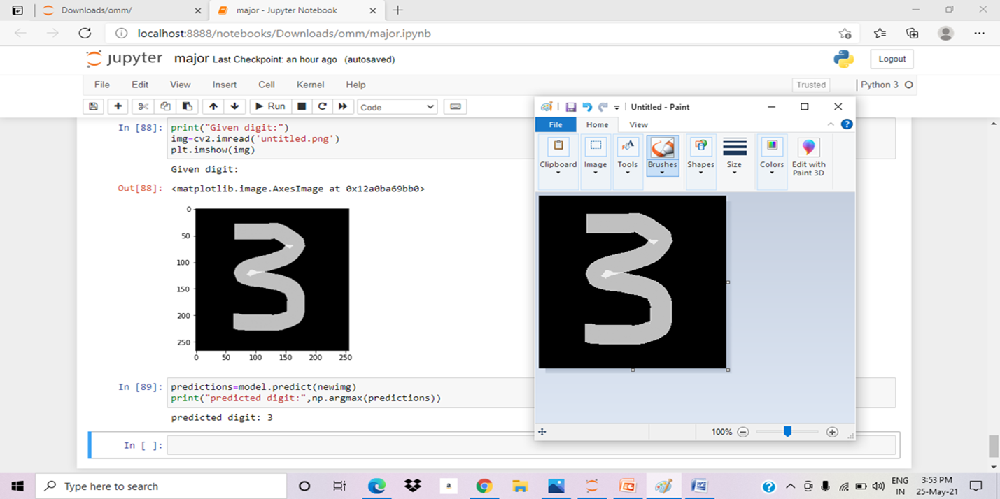 Downloads/omm/
major - Jupyter Notebook
localhost:8888/notebooks/Downloads/omm/major.ipynb
jupyter major Last Checkpoint: an hour ago (autosaved)
Logout
File Edit View Insert Cell Kernel Help
Trusted
Python 3
Run
Code
In [88]: print("Given digit:")
img=cv2.imread('untitled.png')
plt.imshow(img)
Given digit:
Out[88]: <matplotlib.image.AxesImage at 0x12a0ba69bb0>
0
50
100
150
200
250
0 50 100 150 200 250
3
In [89]: predictions=model.predict(newimg)
print("predicted digit:",np.argmax(predictions))
predicted digit: 3
In [ ]:
Untitled - Paint
File Home View
Clipboard Image Tools Brushes Shapes Size Colors Edit with
Paint 3D
3
100%
Type here to search
a
ENG
IN
3:53 PM
25-May-21